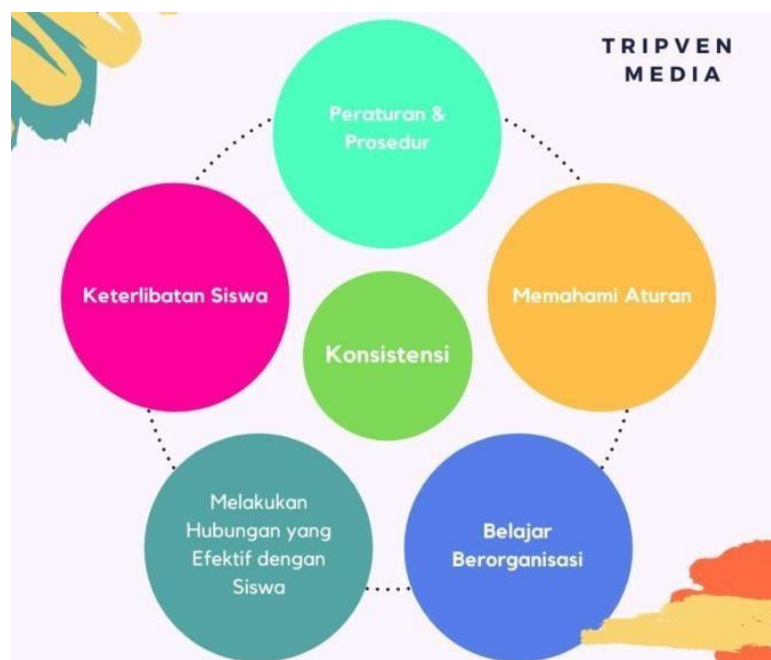 TRIPVEN
MEDIA
Peraturan &
Prosedur
Keterlibatan Siswa
Memahami Aturan
Konsistensi
Melakukan
Hubungan yang
Efektif dengan
Siswa
Belajar
Berorganisasi